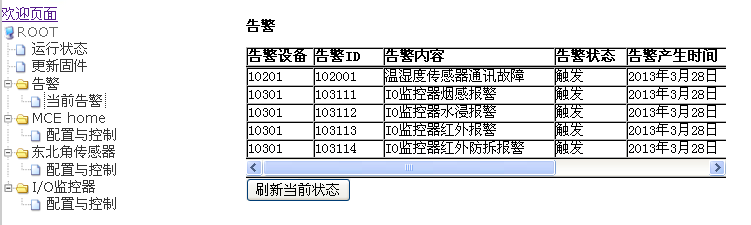 欢迎页面
ROOT
运行状态
更新固件
告警
当前告警
MCE home
配置与控制
东北角传感器
配置与控制
I/O监控器
配置与控制
告警
告警设备 告警ID 告警内容 告警状态 告警产生时间
10201 102001 温湿度传感器通讯故障 触发 2013年3月28日
10301 103111 IO监控器烟感报警 触发 2013年3月28日
10301 103112 IO监控器水浸报警 触发 2013年3月28日
10301 103113 IO监控器红外报警 触发 2013年3月28日
10301 103114 IO监控器红外防拆报警 触发 2013年3月28日
刷新当前状态